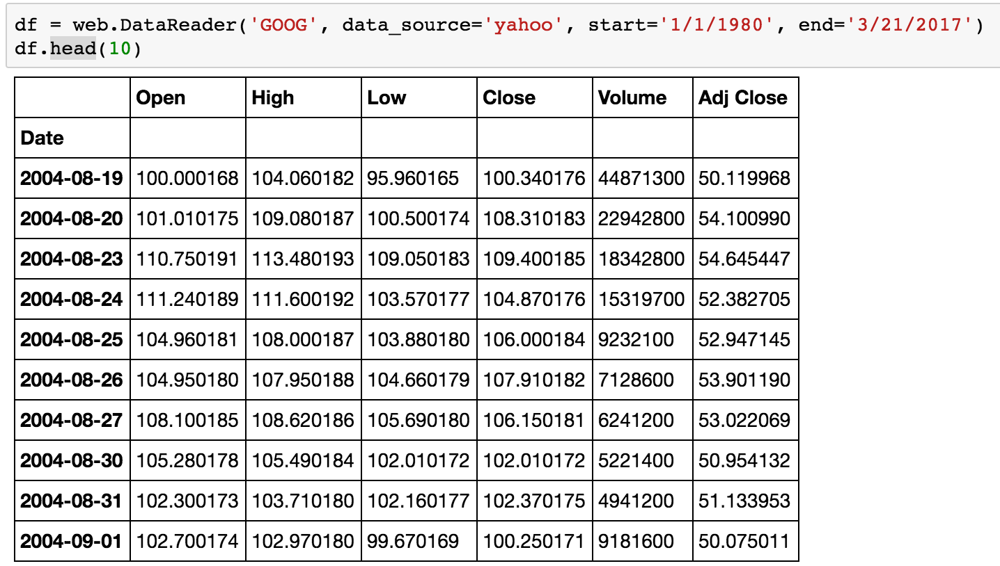 df = web.DataReader('GOOG', data_source='yahoo', start='1/1/1980', end='3/21/2017')
df.head(10)
Open High Low Close Volume Adj Close
Date
2004-08-19 100.000168 104.060182 95.960165 100.340176 44871300 50.119968
2004-08-20 101.010175 109.080187 100.500174 108.310183 22942800 54.100990
2004-08-23 110.750191 113.480193 109.050183 109.400185 18342800 54.645447
2004-08-24 111.240189 111.600192 103.570177 104.870176 15319700 52.382705
2004-08-25 104.960181 108.000187 103.880180 106.000184 9232100 52.947145
2004-08-26 104.950180 107.950188 104.660179 107.910182 7128600 53.901190
2004-08-27 108.100185 108.620186 105.690180 106.150181 6241200 53.022069
2004-08-30 105.280178 105.490184 102.010172 102.010172 5221400 50.954132
2004-08-31 102.300173 103.710180 102.160177 102.370175 4941200 51.133953
2004-09-01 102.700174 102.970180 99.670169 100.250171 9181600 50.075011